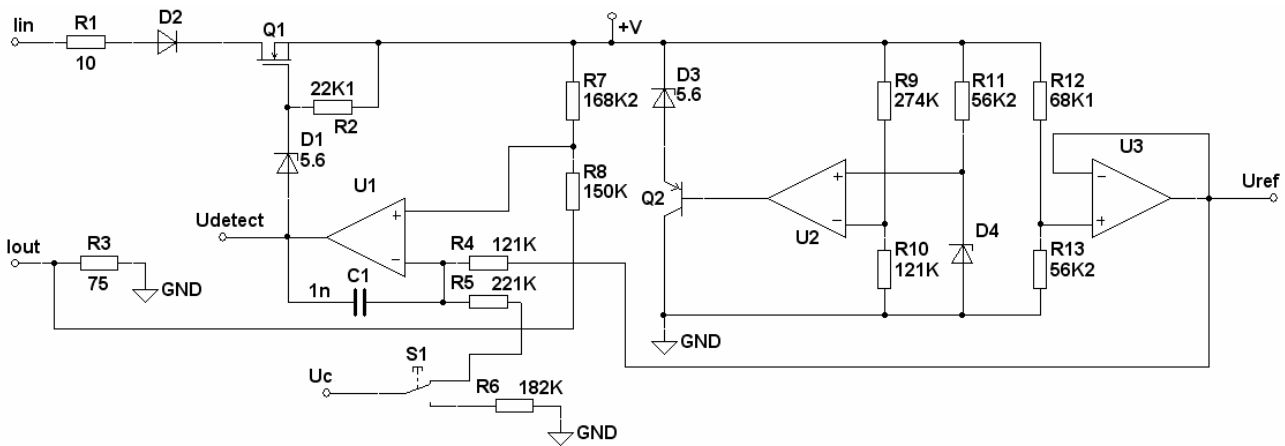 Iin
R1
10
D2
Q1
+V
22K1
R2
D1
5.6
R7
168K2
D3
5.6
R9
274K
R11
56K2
R12
68K1
U1
+
−
R8
150K
Q2
U2
+
−
U3
−
+
Uref
Udetect
Iout
R3
75
GND
R4
121K
C1
1n
R5
221K
R10
121K
D4
R13
56K2
GND
S1
Uc
R6
182K
GND